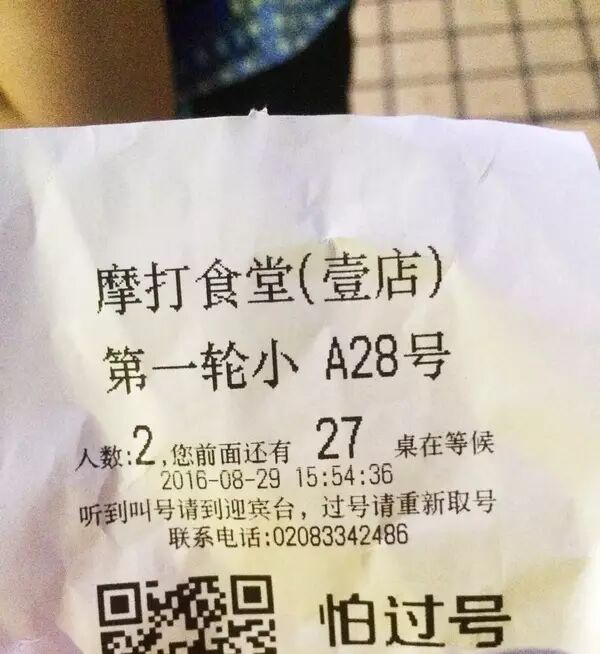 摩打食堂(壹店)
第一轮小 A28号
人数:2,您前面还有 27 桌在等候
2016-08-29 15:54:36
听到叫号请到迎宾台，过号请重新取号
联系电话:02083342486
怕过号